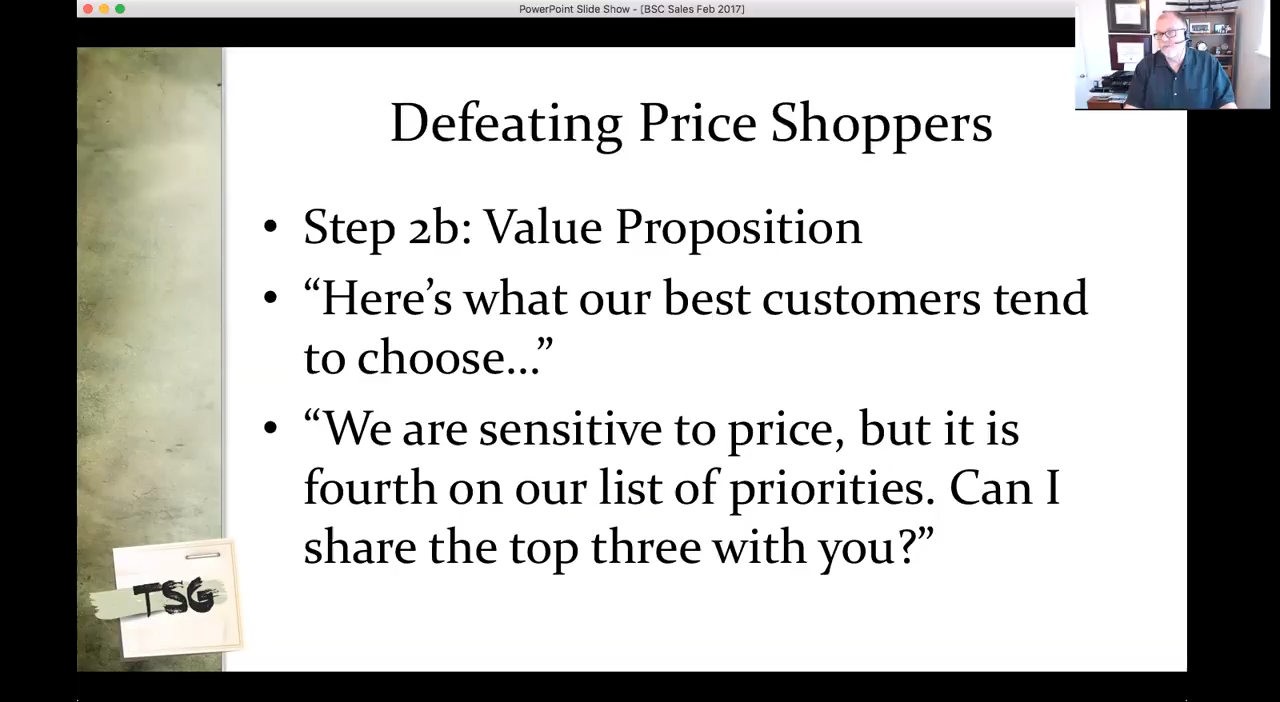 PowerPoint Slide Show - [BSC Sales Feb 2017]
Defeating Price Shoppers
• Step 2b: Value Proposition
• “Here’s what our best customers tend
to choose…”
• “We are sensitive to price, but it is
fourth on our list of priorities. Can I
share the top three with you?”
TSG